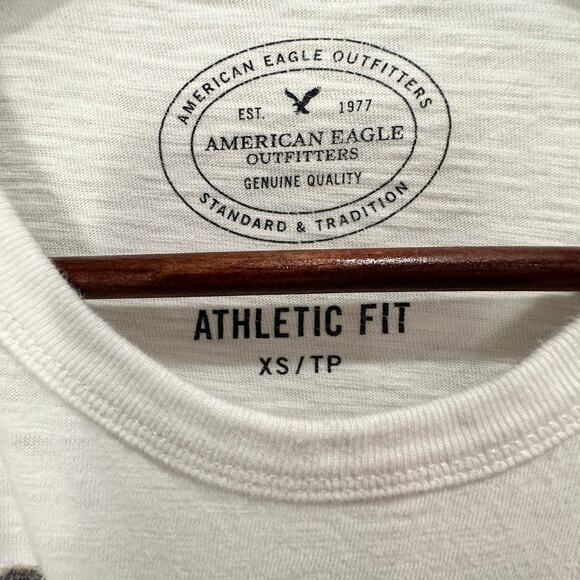 AMERICAN EAGLE OUTFITTERS
EST. 1977
AMERICAN EAGLE
OUTFITTERS
GENUINE QUALITY
STANDARD & TRADITION
ATHLETIC FIT
XS/TP